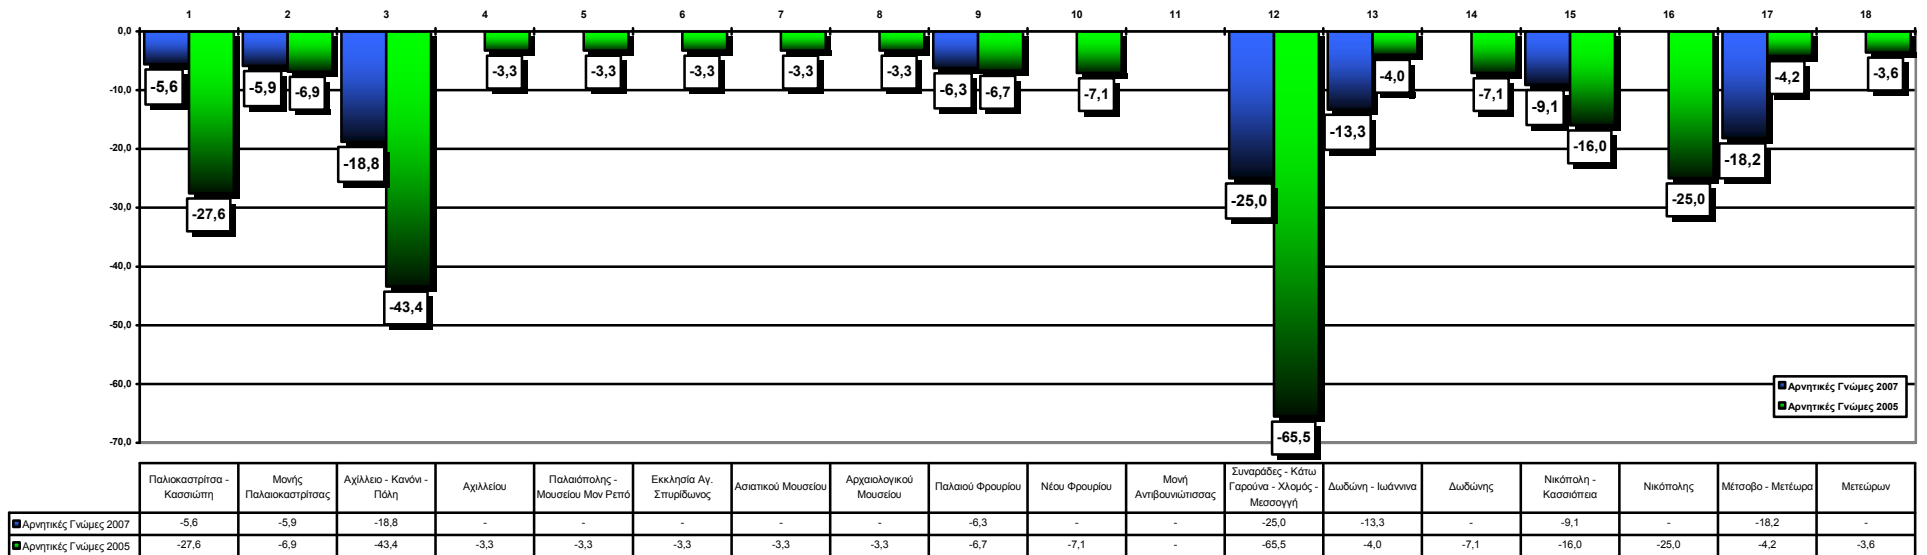 1 2 3 4 5 6 7 8 9 10 11 12 13 14 15 16 17 18
0,0
-10,0
-20,0
-30,0
-40,0
-50,0
-60,0
-70,0
-5,6 -27,6 -5,9 -6,9 -18,8 -43,4 -3,3 -3,3 -3,3 -3,3 -3,3 -6,3 -6,7 -7,1 -25,0 -65,5 -13,3 -4,0 -7,1 -9,1 -16,0 -25,0 -18,2 -4,2 -3,6
Αρνητικές Γνώμες 2007
Αρνητικές Γνώμες 2005
Παλιοκαστρίτσα -
Κασσιώπη
Μονής
Παλαιοκαστρίτσας
Αχίλλειο - Κανόνι -
Πόλη
Αχιλλείου
Παλαιόπολης -
Μουσείου Μον Ρεπό
Εκκλησία Αγ.
Σπυρίδωνος
Ασιατικού Μουσείου
Αρχαιολογικού
Μουσείου
Παλαιού Φρουρίου
Νέου Φρουρίου
Μονή
Αντιβουνιώτισσας
Συναράδες - Κάτω
Γαρούνα - Χλομός -
Μεσσογγή
Δωδώνη - Ιωάννινα
Δωδώνης
Νικόπολη -
Κασσιόπεια
Νικόπολης
Μέτσοβο - Μετέωρα
Μετεώρων
Αρνητικές Γνώμες 2007 -5,6 -5,9 -18,8 - - - - - -6,3 - - -25,0 -13,3 - -9,1 - -18,2 -
Αρνητικές Γνώμες 2005 -27,6 -6,9 -43,4 -3,3 -3,3 -3,3 -3,3 -3,3 -6,7 -7,1 - -65,5 -4,0 -7,1 -16,0 -25,0 -4,2 -3,6